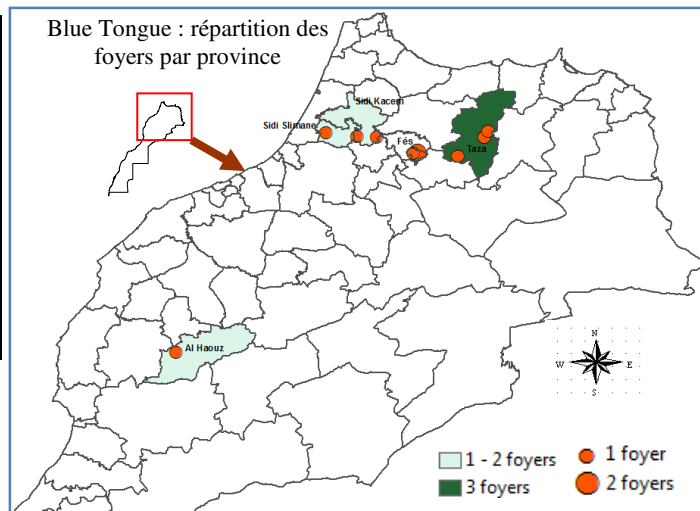 Blue Tongue : répartition des
foyers par province
Sidi Kacem
Sidi Slimane
Fés
Taza
Al Haouz
N
W E
S
1 - 2 foyers
3 foyers
1 foyer
2 foyers